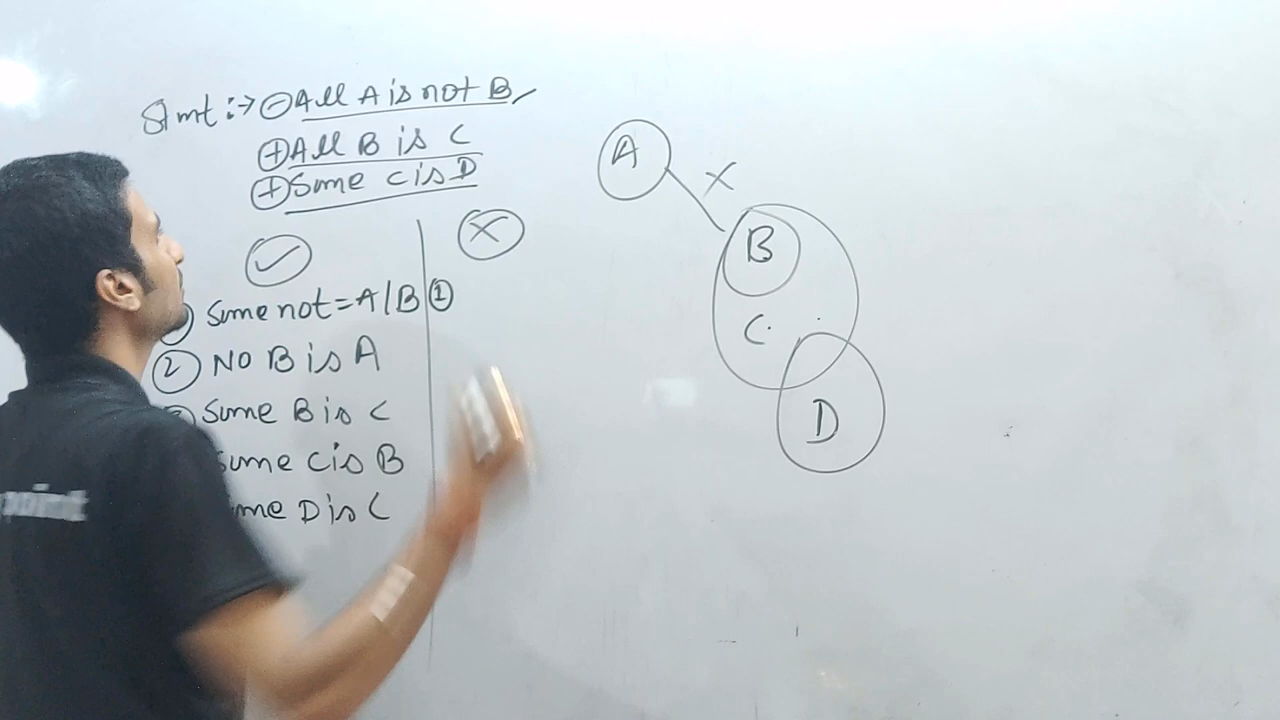 Stmt :→ ⊖ All A is not B
⊕ All B is C
⊕ Some C is D
✓ ✗
Some not = A/B ①
② No B is A
Some B is C
Some C is B
Some D is C
A ✗
B
C
D
point